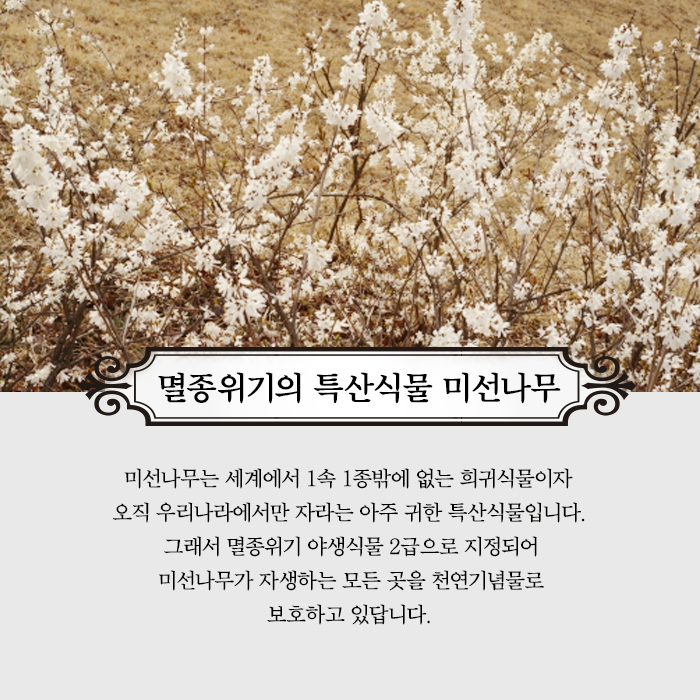 멸종위기의 특산식물 미선나무
미선나무는 세계에서 1속 1종밖에 없는 희귀식물이자
오직 우리나라에서만 자라는 아주 귀한 특산식물입니다.
그래서 멸종위기 야생식물 2급으로 지정되어
미선나무가 자생하는 모든 곳을 천연기념물로
보호하고 있답니다.